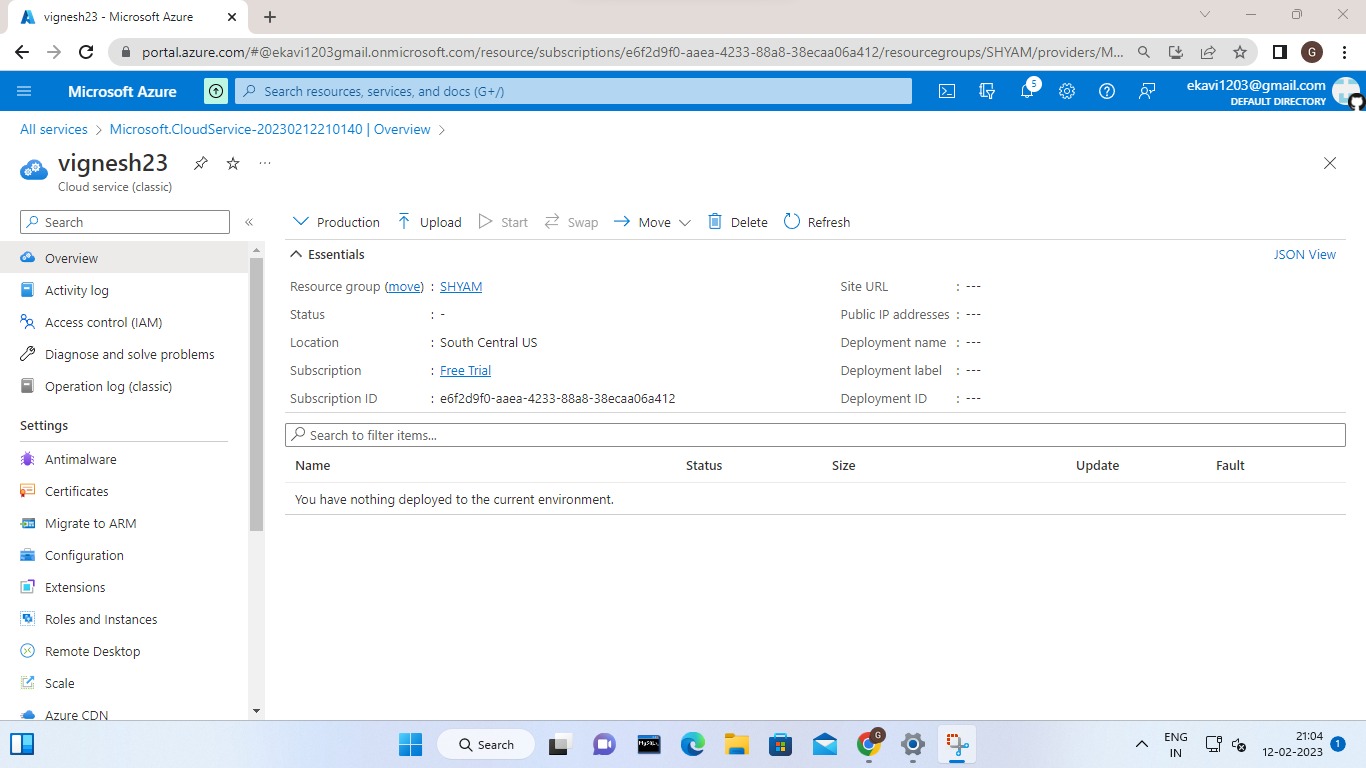 vignesh23 - Microsoft Azure
portal.azure.com/#@ekavi1203gmail.onmicrosoft.com/resource/subscriptions/e6f2d9f0-aaea-4233-88a8-38ecaa06a412/resourcegroups/SHYAM/providers/M...
G
Microsoft Azure
Search resources, services, and docs (G+/)
5
ekavi1203@gmail.com
DEFAULT DIRECTORY
All services > Microsoft.CloudService-20230212210140 | Overview >
vignesh23
Cloud service (classic)
Search
«
Production Upload Start Swap Move Delete Refresh
Overview
Activity log
Access control (IAM)
Diagnose and solve problems
Operation log (classic)
Settings
Antimalware
Certificates
Migrate to ARM
Configuration
Extensions
Roles and Instances
Remote Desktop
Scale
Azure CDN
Essentials
JSON View
Resource group (move) : SHYAM
Status : -
Location : South Central US
Subscription : Free Trial
Subscription ID : e6f2d9f0-aaea-4233-88a8-38ecaa06a412
Site URL : ---
Public IP addresses : ---
Deployment name : ---
Deployment label : ---
Deployment ID : ---
Search to filter items...
Name Status Size Update Fault
You have nothing deployed to the current environment.
Search
MySQL
G
ENG
IN
21:04
12-02-2023
1